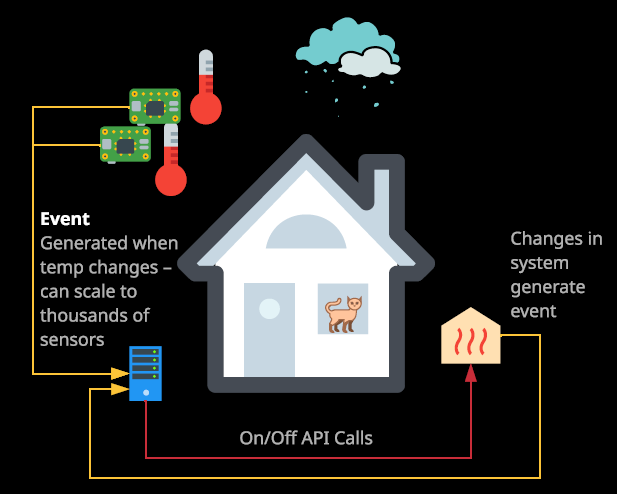 Event
Generated when
temp changes –
can scale to
thousands of
sensors
Changes in
system
generate
event
On/Off API Calls